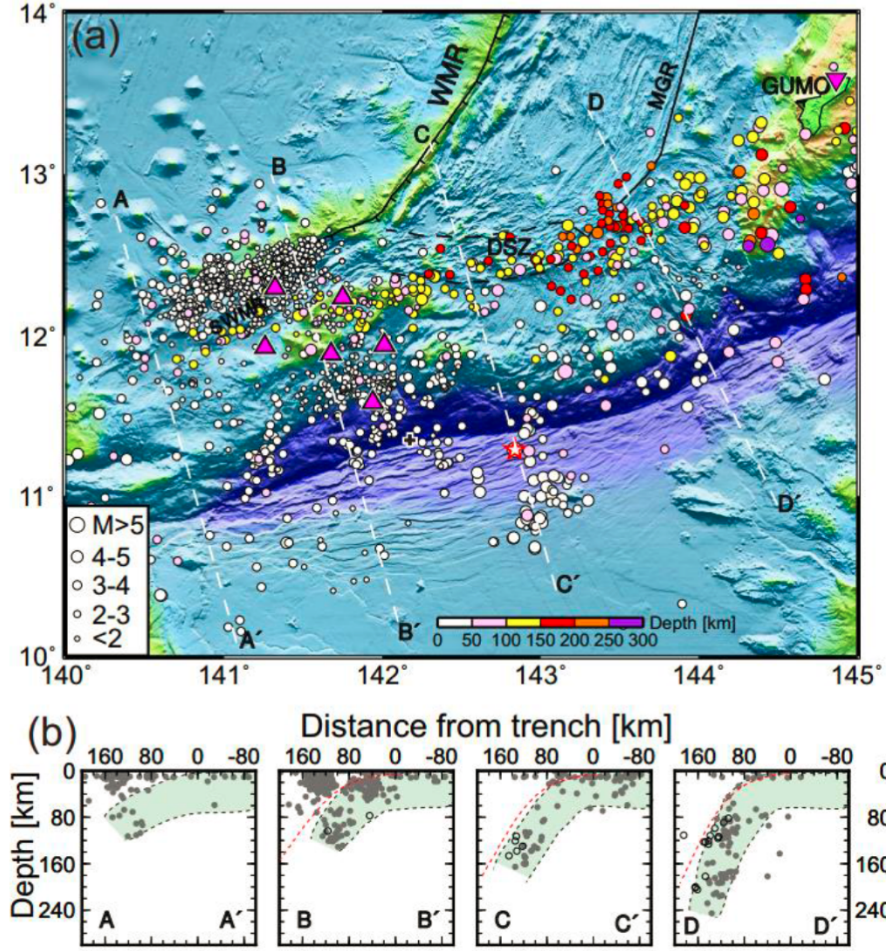 14˚
(a)
WMR
MGR
GUMO
D
C
13˚
B
A
DSZ
SWMR
12˚
11˚
D´
M>5
4-5
3-4
2-3
<2
C´
B´
A´
Depth [km]
0 50 100 150 200 250 300
10˚
140˚ 141˚ 142˚ 143˚ 144˚ 145˚
(b)
Distance from trench [km]
160 80 0 -80 160 80 0 -80 160 80 0 -80 160 80 0 -80
Depth [km]
0
80
160
240
A A´ B B´ C C´ D D´
0
80
160
240